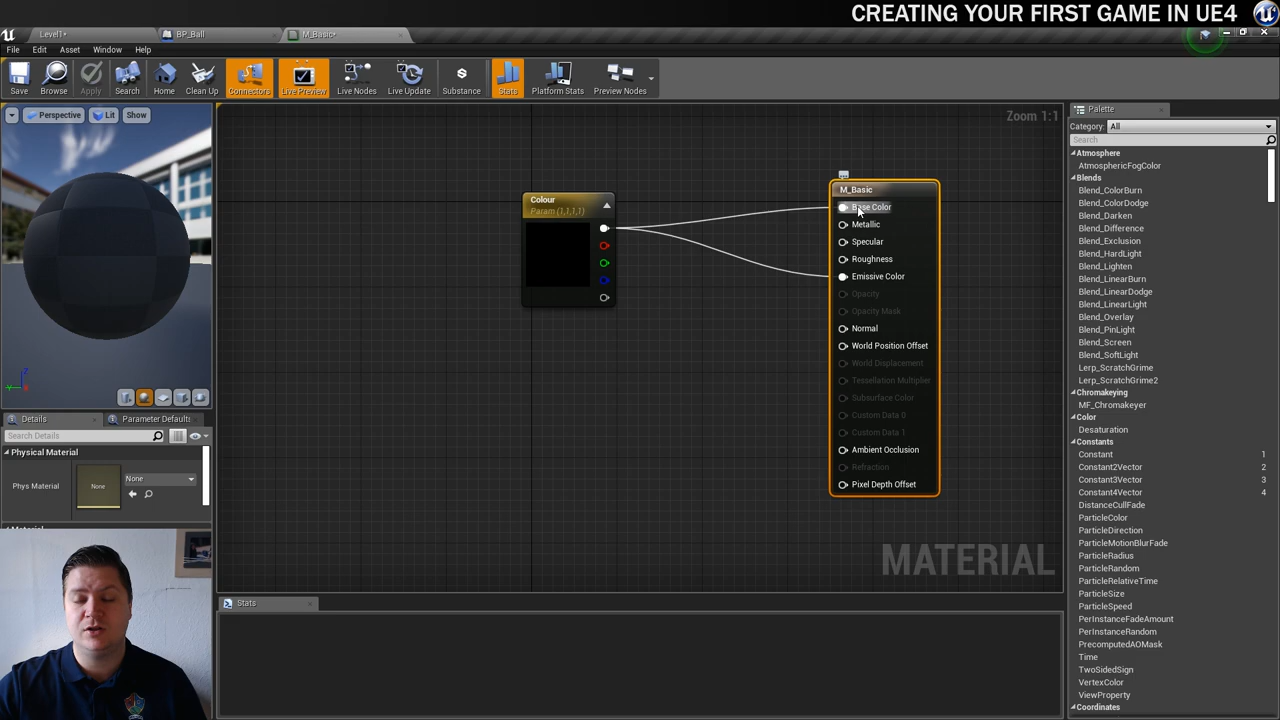 CREATING YOUR FIRST GAME IN UE4
Level1*
BP_Ball
M_Basic*
File Edit Asset Window Help
Save Browse Apply Search Home Clean Up Connectors Live Preview Live Nodes Live Update Substance Stats Platform Stats Preview Nodes
Perspective Lit Show
Zoom 1:1
Colour
Param (1,1,1,1)
M_Basic
Base Color
Metallic
Specular
Roughness
Emissive Color
Opacity
Opacity Mask
Normal
World Position Offset
World Displacement
Tessellation Multiplier
Subsurface Color
Custom Data 0
Custom Data 1
Ambient Occlusion
Refraction
Pixel Depth Offset
MATERIAL
Details
Parameter Default
Search Details
Physical Material
Phys Material
None
None
Stats
Palette
Category: All
Search
Atmosphere
AtmosphericFogColor
Blends
Blend_ColorBurn
Blend_ColorDodge
Blend_Darken
Blend_Difference
Blend_Exclusion
Blend_HardLight
Blend_Lighten
Blend_LinearBurn
Blend_LinearDodge
Blend_LinearLight
Blend_Overlay
Blend_PinLight
Blend_Screen
Blend_SoftLight
Lerp_ScratchGrime
Lerp_ScratchGrime2
Chromakeying
MF_Chromakeyer
Color
Desaturation
Constants
Constant 1
Constant2Vector 2
Constant3Vector 3
Constant4Vector 4
DistanceCullFade
ParticleColor
ParticleDirection
ParticleMotionBlurFade
ParticleRadius
ParticleRandom
ParticleRelativeTime
ParticleSize
ParticleSpeed
PerInstanceFadeAmount
PerInstanceRandom
PrecomputedAOMask
Time
TwoSidedSign
VertexColor
ViewProperty
Coordinates